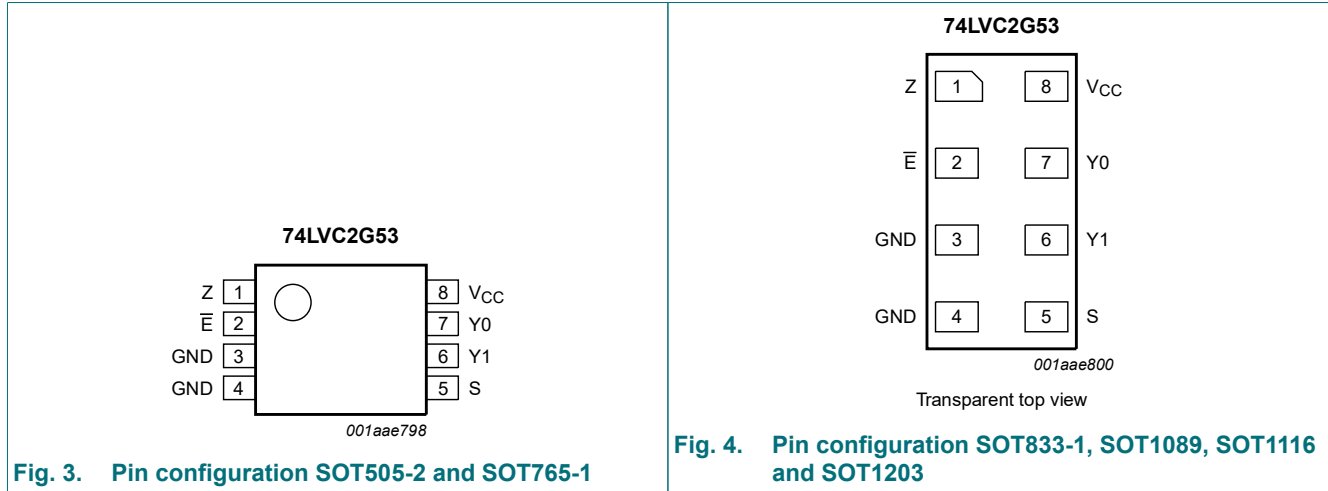 74LVC2G53
Z 1 8 VCC
E̅ 2 7 Y0
GND 3 6 Y1
GND 4 5 S
001aae798
Fig. 3. Pin configuration SOT505-2 and SOT765-1
74LVC2G53
Z 1 8 VCC
E̅ 2 7 Y0
GND 3 6 Y1
GND 4 5 S
001aae800
Transparent top view
Fig. 4. Pin configuration SOT833-1, SOT1089, SOT1116
and SOT1203